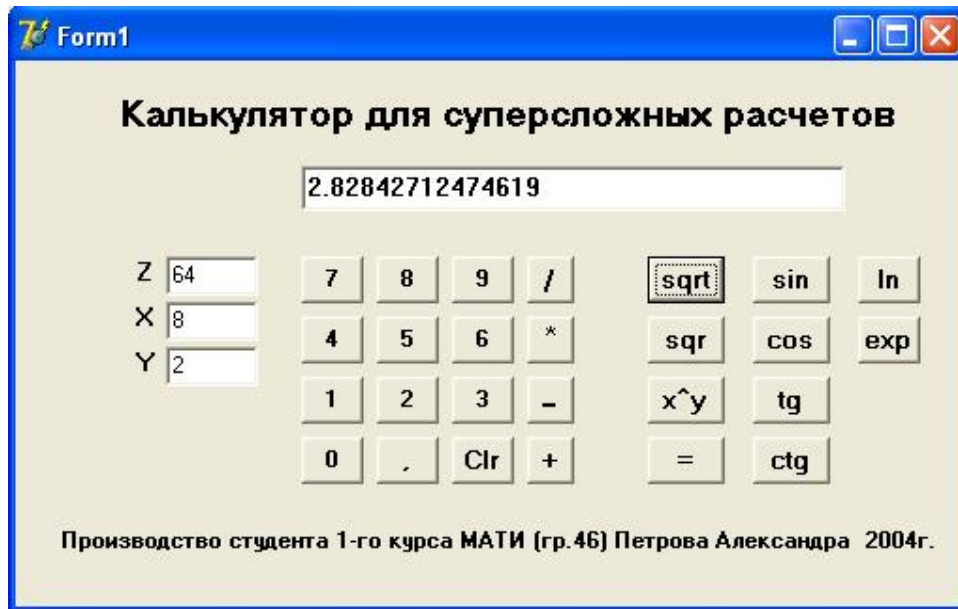 Form1
Калькулятор для суперсложных расчетов
2.82842712474619
Z 64 7 8 9 / sqrt sin ln
X 8 4 5 6 * sqr cos exp
Y 2 1 2 3 - x^y tg
0 , Clr + = ctg
Производство студента 1-го курса МАТИ (гр.46) Петрова Александра 2004г.